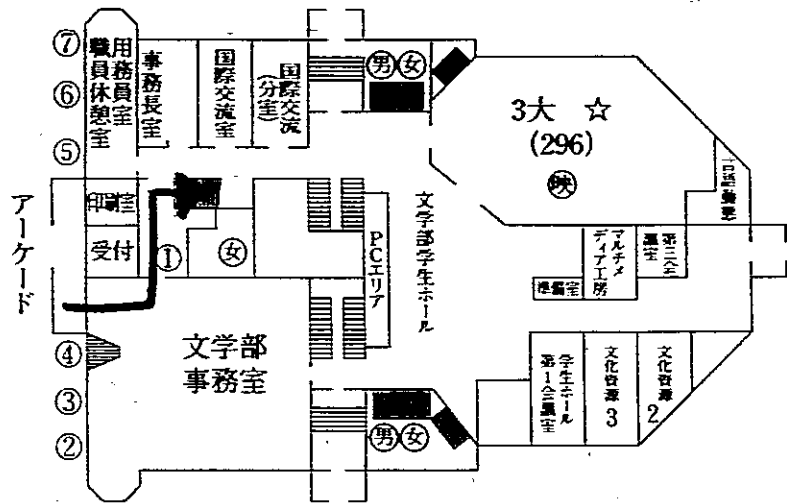 ⑦
⑥
⑤
④
③
②
①
用務員室
職員休憩室
事務長室
国際交流室
国際交流
(分室)
男 女
3大 ☆
(296)
映
アーケード
印刷室
受付
女
PCエリア
文学部学生ホール
マルチメ
ディア工房
準備室
文学部
事務室
男 女
学生ホール
第1会議室
文化資源
3
文化資源
2